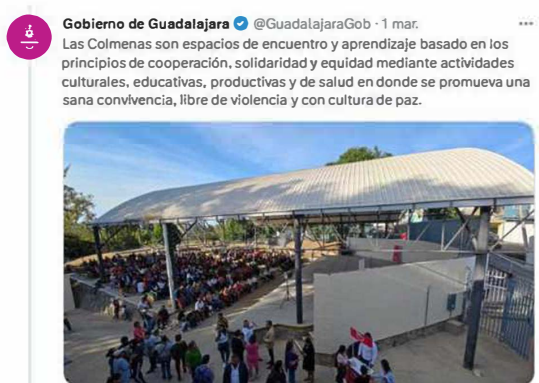 Gobierno de Guadalajara @GuadalajaraGob · 1 mar.
Las Colmenas son espacios de encuentro y aprendizaje basado en los
principios de cooperación, solidaridad y equidad mediante actividades
culturales, educativas, productivas y de salud en donde se promueva una
sana convivencia, libre de violencia y con cultura de paz.